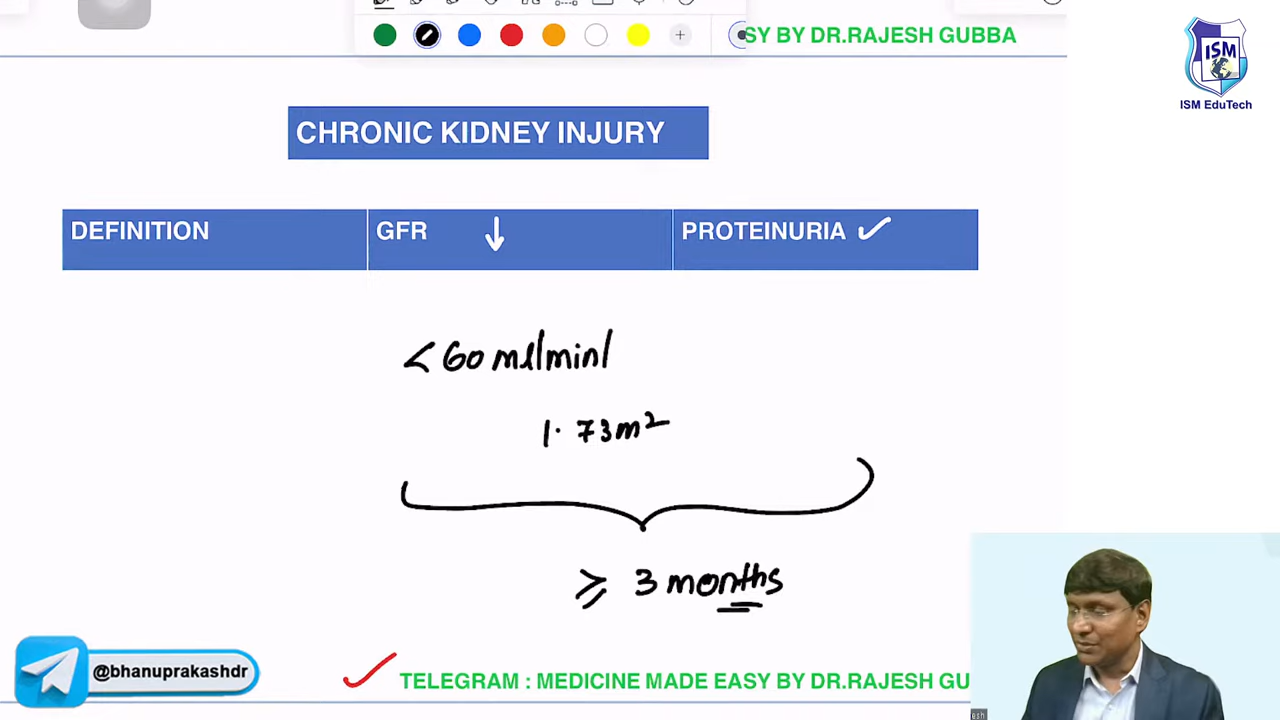 SY BY DR.RAJESH GUBBA
ISM
ISM EduTech
CHRONIC KIDNEY INJURY
DEFINITION GFR ↓ PROTEINURIA ✓
< 60 ml/min/
1.73m²
≥ 3 months
@bhanuprakashdr
TELEGRAM : MEDICINE MADE EASY BY DR.RAJESH GU
esh